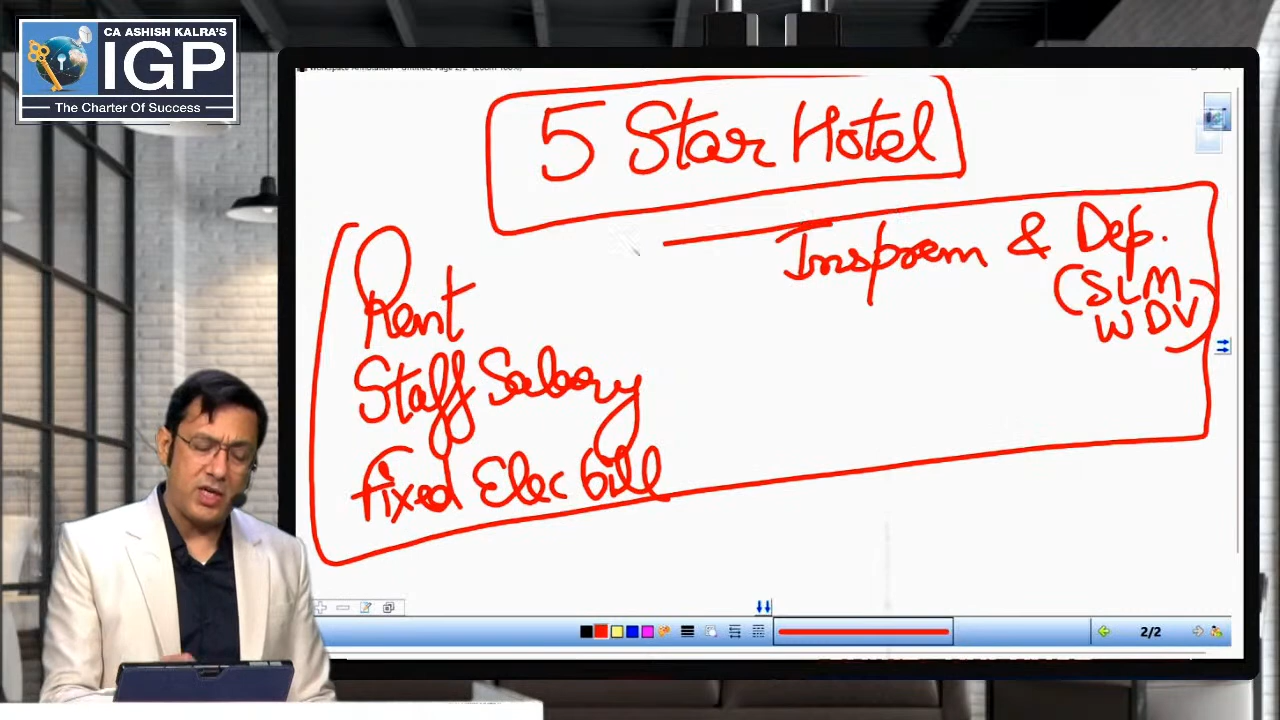 CA ASHISH KALRA'S
IGP
The Charter Of Success
5 Star Hotel
Insprem & Dep.
(SLM
WDV)
Rent
Staff Salary
Fixed Elec bill
2/2